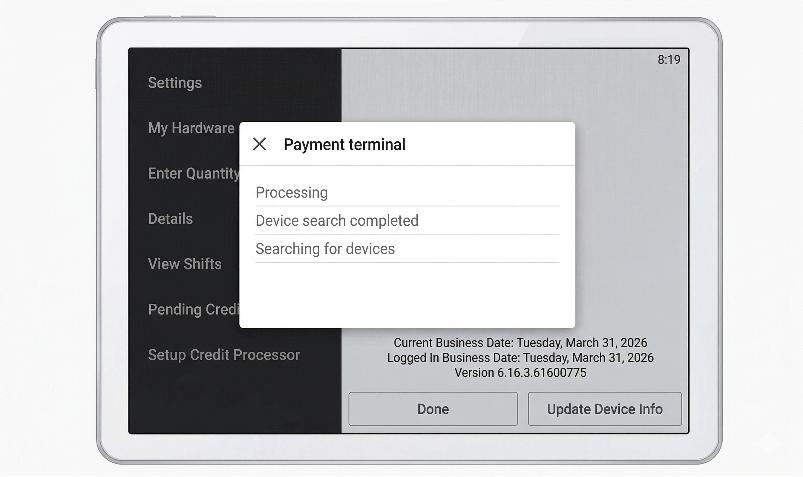 8:19
Settings
My Hardware
Enter Quantity
Details
View Shifts
Pending Credi
Setup Credit Processor
Payment terminal
Processing
Device search completed
Searching for devices
Current Business Date: Tuesday, March 31, 2026
Logged In Business Date: Tuesday, March 31, 2026
Version 6.16.3.61600775
Done
Update Device Info